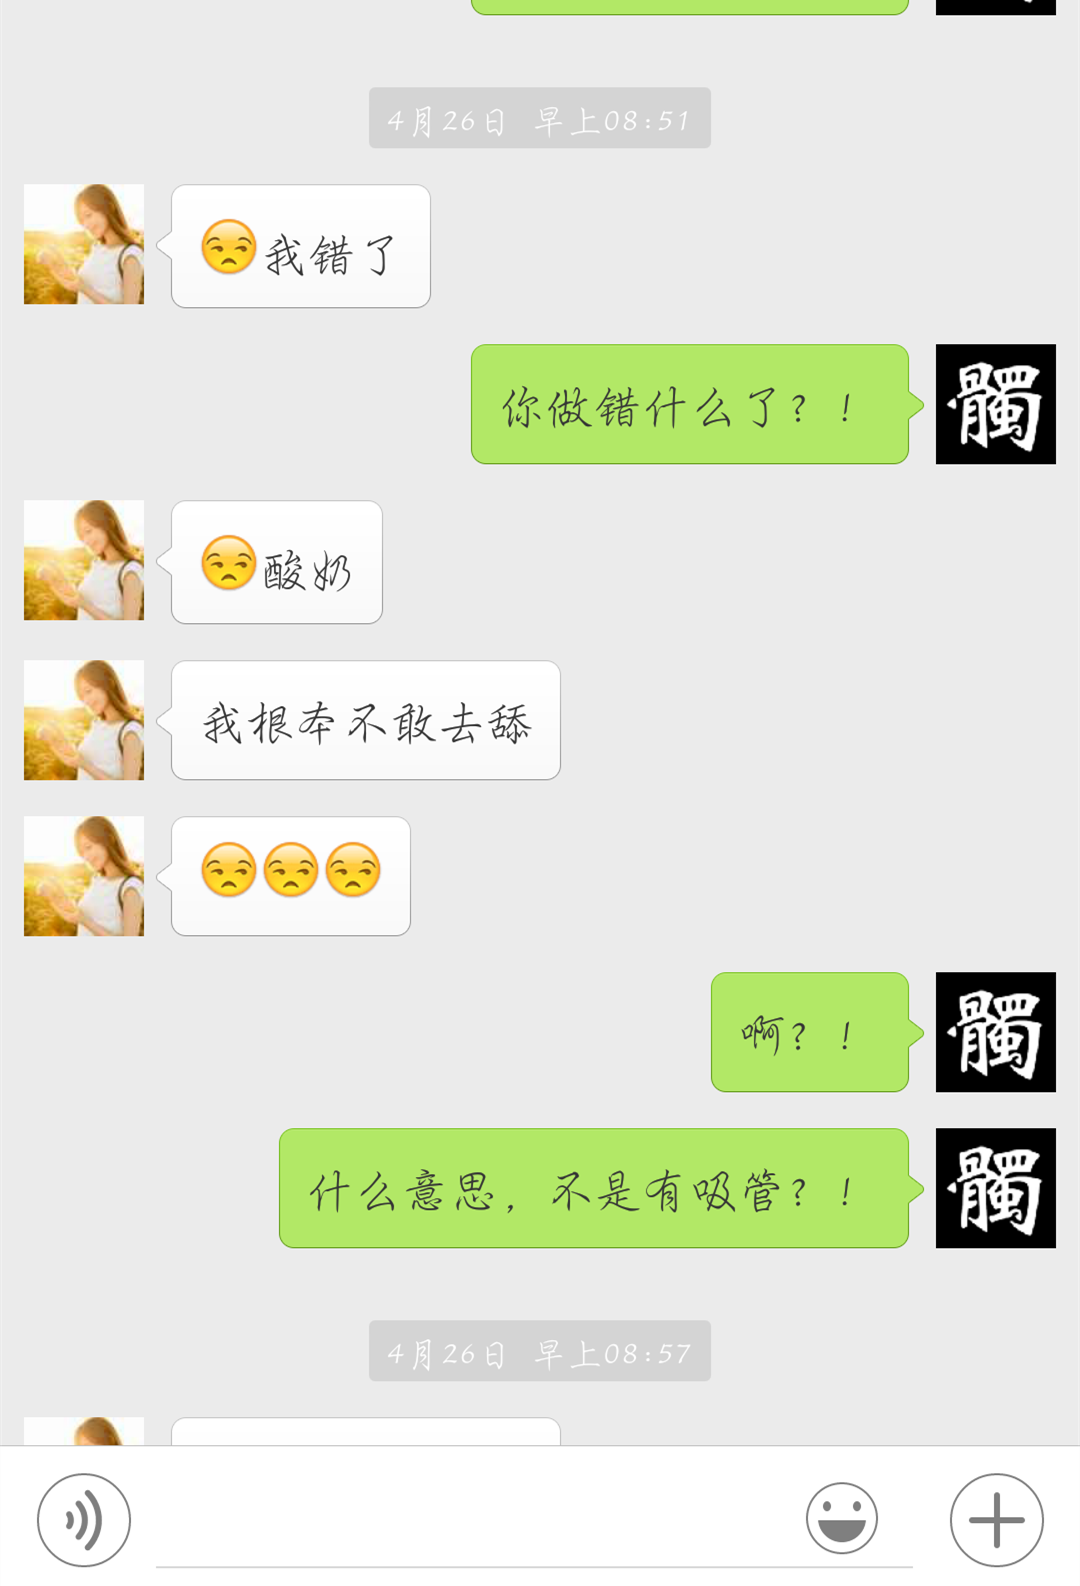 4月26日 早上08:51
😒我错了
你做错什么了？！
髑
😒酸奶
我根本不敢去舔
😒😒😒
啊？！
髑
什么意思，不是有吸管？！
髑
4月26日 早上08:57